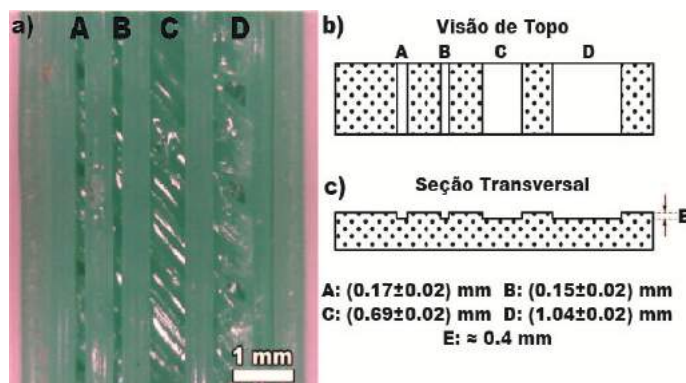 a)
A B C D
1 mm
b) Visão de Topo
A B C D
c) Seção Transversal
E
A: (0.17±0.02) mm B: (0.15±0.02) mm
C: (0.69±0.02) mm D: (1.04±0.02) mm
E: ≈ 0.4 mm